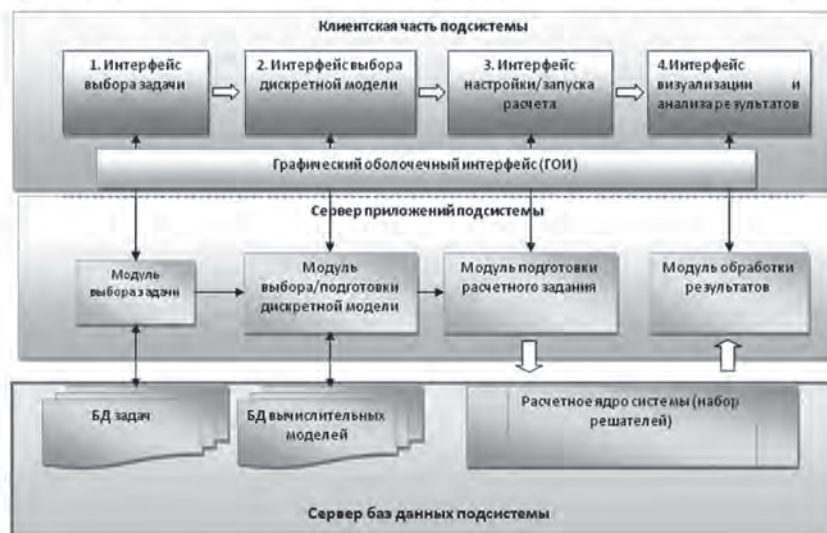 Клиентская часть подсистемы
1. Интерфейс
выбора задачи
2. Интерфейс выбора
дискретной модели
3. Интерфейс
настройки/запуска
расчета
4.Интерфейс
визуализации и
анализа результатов
Графический оболочечный интерфейс (ГОИ)
Сервер приложений подсистемы
Модуль
выбора задачи
Модуль
выбора/подготовки
дискретной модели
Модуль подготовки
расчетного задания
Модуль обработки
результатов
БД задач
БД вычислительных
моделей
Расчетное ядро системы (набор
решателей)
Сервер баз данных подсистемы